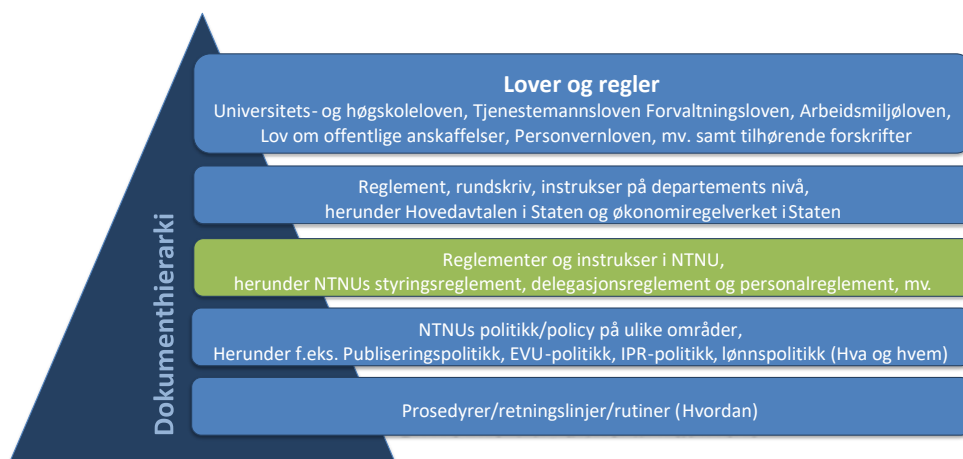 Lover og regler
Universitets- og høgskoleloven, Tjenestemannsloven Forvaltningsloven, Arbeidsmiljøloven,
Lov om offentlige anskaffelser, Personvernloven, mv. samt tilhørende forskrifter
Reglement, rundskriv, instrukser på departements nivå,
herunder Hovedavtalen i Staten og økonomiregelverket i Staten
Reglementer og instrukser i NTNU,
herunder NTNUs styringsreglement, delegasjonsreglement og personalreglement, mv.
NTNUs politikk/policy på ulike områder,
Herunder f.eks. Publiseringspolitikk, EVU-politikk, IPR-politikk, lønnspolitikk (Hva og hvem)
Prosedyrer/retningslinjer/rutiner (Hvordan)
Dokumenthierarki